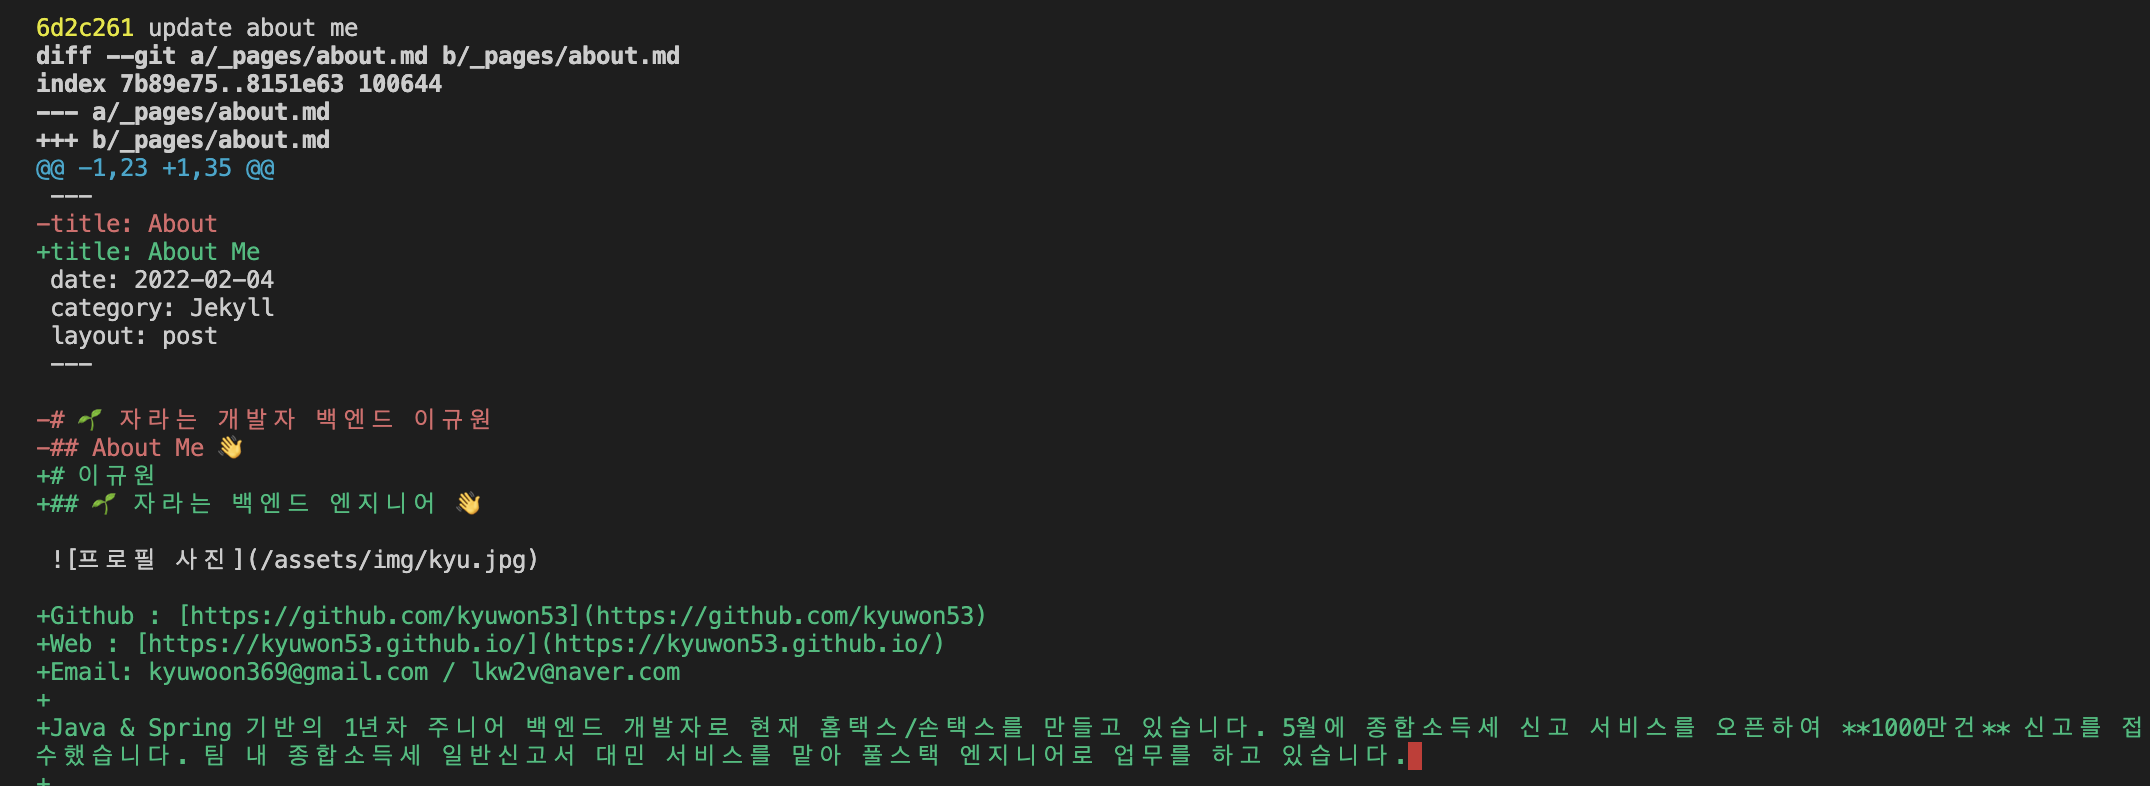 6d2c261 update about me
diff --git a/_pages/about.md b/_pages/about.md
index 7b89e75..8151e63 100644
--- a/_pages/about.md
+++ b/_pages/about.md
@@ -1,23 +1,35 @@
 ---
-title: About
+title: About Me
 date: 2022-02-04
 category: Jekyll
 layout: post
 ---
-# 🌱 자라는 개발자 백엔드 이규원
-## About Me 👋
+# 이규원
+## 🌱 자라는 백엔드 엔지니어 👋
 ![프로필 사진](/assets/img/kyu.jpg)
+Github : [https://github.com/kyuwon53](https://github.com/kyuwon53)
+Web : [https://kyuwon53.github.io/](https://kyuwon53.github.io/)
+Email: kyuwoon369@gmail.com / lkw2v@naver.com
+
+Java & Spring 기반의 1년차 주니어 백엔드 개발자로 현재 홈택스/손택스를 만들고 있습니다. 5월에 종합소득세 신고 서비스를 오픈하여 **1000만건** 신고를 접
수했습니다. 팀 내 종합소득세 일반신고서 대민 서비스를 맡아 풀스택 엔지니어로 업무를 하고 있습니다.
+